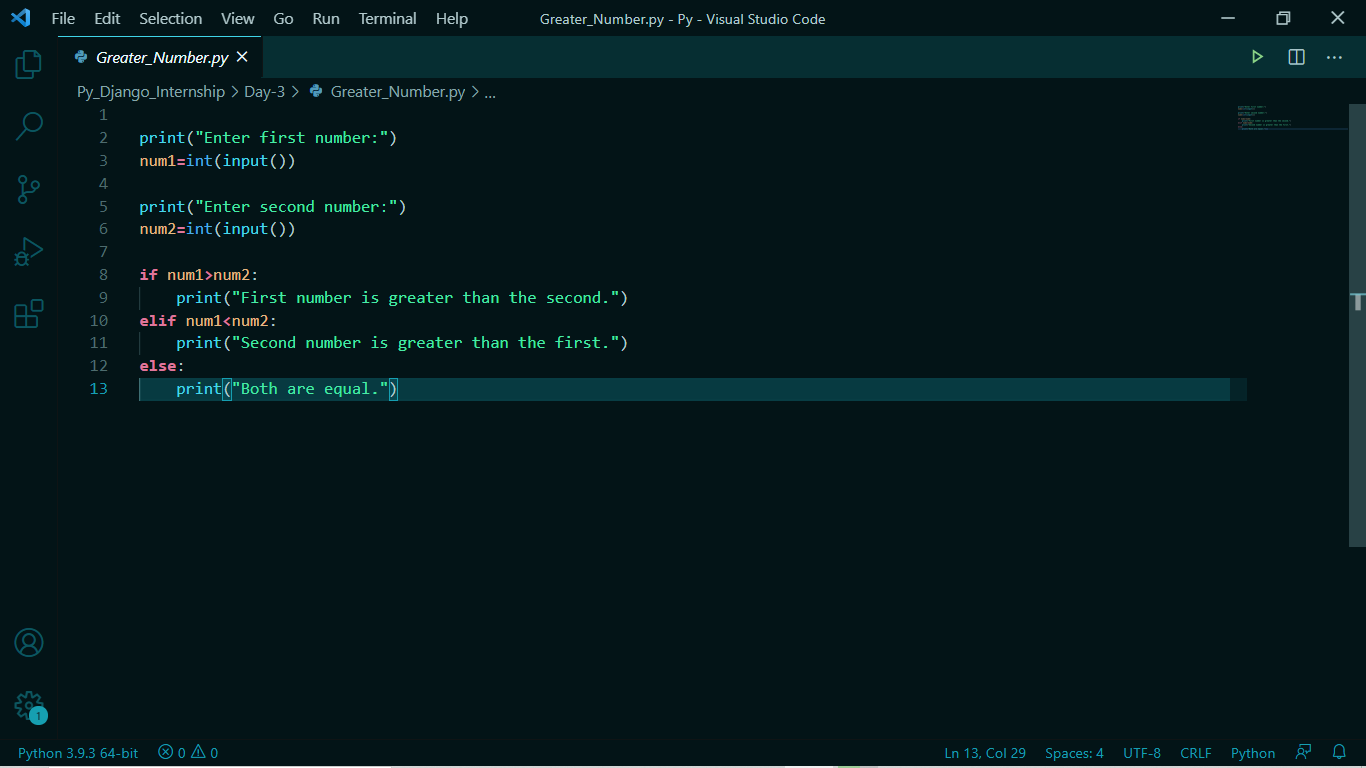 File Edit Selection View Go Run Terminal Help Greater_Number.py - Py - Visual Studio Code
Greater_Number.py
Py_Django_Internship > Day-3 > Greater_Number.py > ...
1
2 print("Enter first number:")
3 num1=int(input())
4
5 print("Enter second number:")
6 num2=int(input())
7
8 if num1>num2:
9     print("First number is greater than the second.")
10 elif num1<num2:
11     print("Second number is greater than the first.")
12 else:
13     print("Both are equal.")
1
Python 3.9.3 64-bit 0 0 Ln 13, Col 29 Spaces: 4 UTF-8 CRLF Python